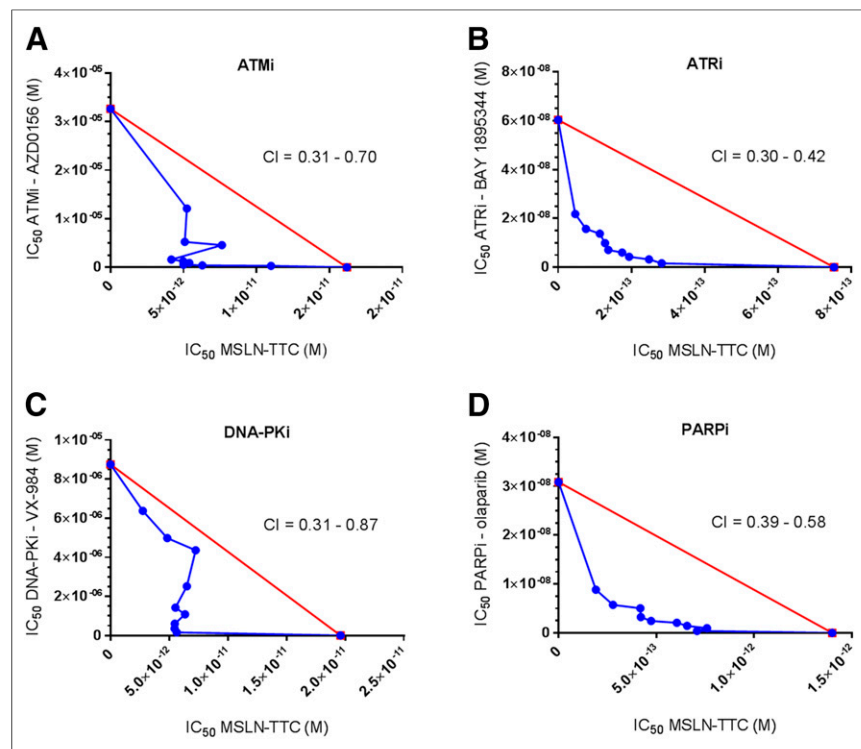 A
ATMi
IC50 ATMi - AZD0156 (M)
4×10-05
3×10-05
2×10-05
1×10-05
0
CI = 0.31 - 0.70
0
5×10-12
1×10-11
2×10-11
2×10-11
IC50 MSLN-TTC (M)
B
ATRi
IC50 ATRi - BAY 1895344 (M)
8×10-08
6×10-08
4×10-08
2×10-08
0
CI = 0.30 - 0.42
0
2×10-13
4×10-13
6×10-13
8×10-13
IC50 MSLN-TTC (M)
C
DNA-PKi
IC50 DNA-PKi - VX-984 (M)
1×10-05
8×10-06
6×10-06
4×10-06
2×10-06
0
CI = 0.31 - 0.87
0
5.0×10-12
1.0×10-11
1.5×10-11
2.0×10-11
2.5×10-11
IC50 MSLN-TTC (M)
D
PARPi
IC50 PARPi - olaparib (M)
4×10-08
3×10-08
2×10-08
1×10-08
0
CI = 0.39 - 0.58
0
5.0×10-13
1.0×10-12
1.5×10-12
IC50 MSLN-TTC (M)